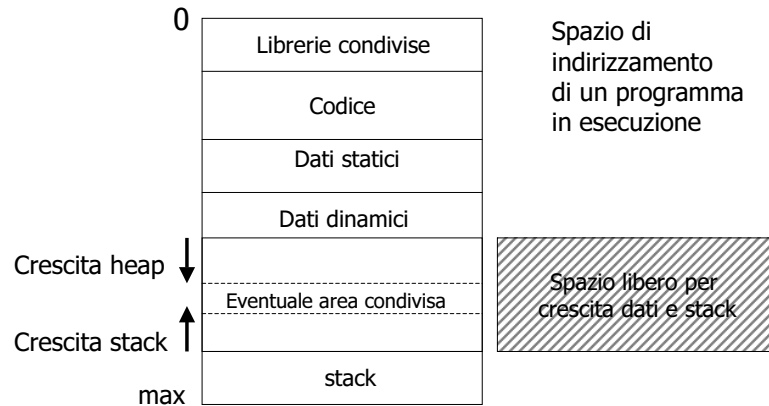 0
Librerie condivise
Codice
Dati statici
Dati dinamici
Crescita heap
Eventuale area condivisa
Crescita stack
stack
max
Spazio di
indirizzamento
di un programma
in esecuzione
Spazio libero per
crescita dati e stack